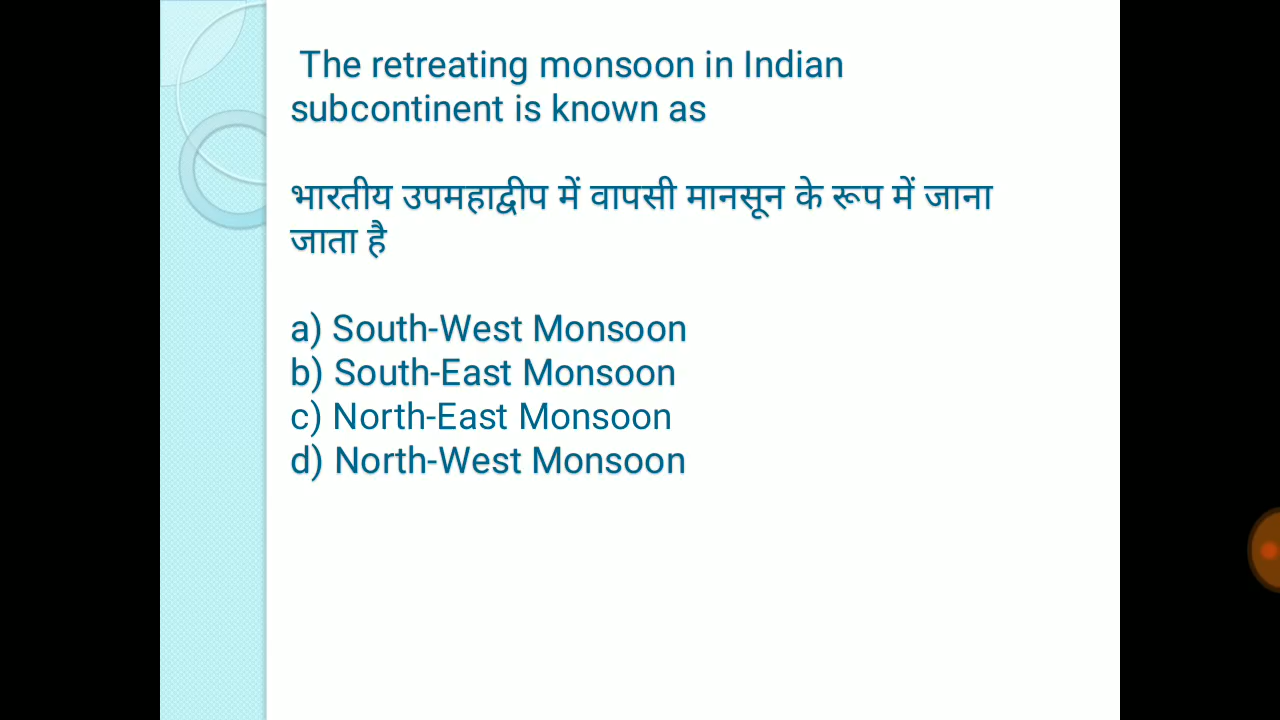 The retreating monsoon in Indian
subcontinent is known as
भारतीय उपमहाद्वीप में वापसी मानसून के रूप में जाना
जाता है
a) South-West Monsoon
b) South-East Monsoon
c) North-East Monsoon
d) North-West Monsoon